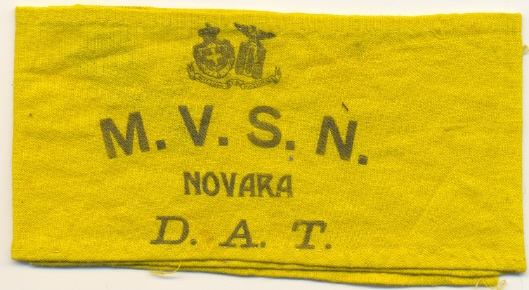 M. V. S. N.
NOVARA
D. A. T.